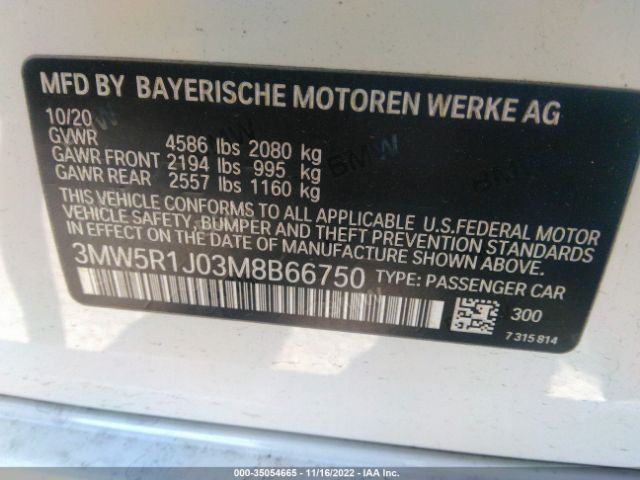 MFD BY BAYERISCHE MOTOREN WERKE AG
10/20
GVWR 4586 lbs 2080 kg
GAWR FRONT 2194 lbs 995 kg
GAWR REAR 2557 lbs 1160 kg
THIS VEHICLE CONFORMS TO ALL APPLICABLE U.S.FEDERAL MOTOR
VEHICLE SAFETY, BUMPER AND THEFT PREVENTION STANDARDS
IN EFFECT ON THE DATE OF MANUFACTURE SHOWN ABOVE.
3MW5R1J03M8B66750 TYPE: PASSENGER CAR
300
7 315 814
BMW
000-35054665 - 11/16/2022 - IAA Inc.